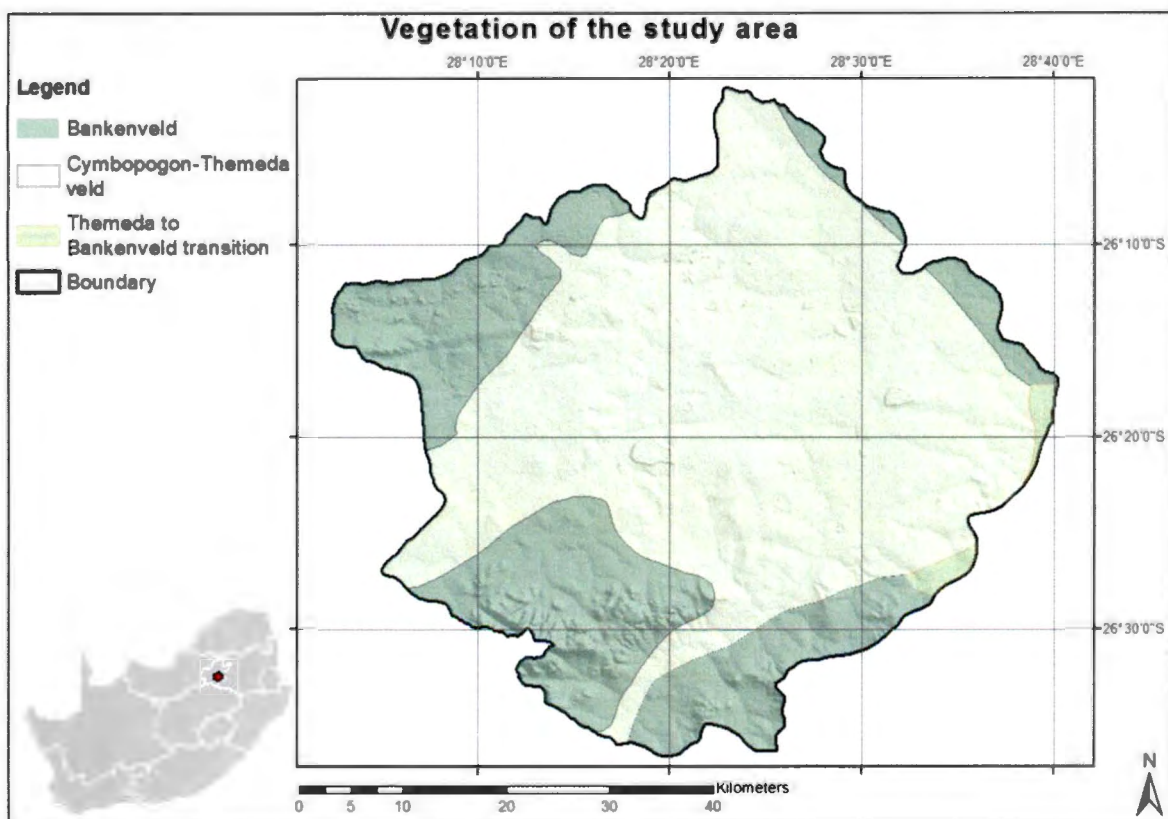 Vegetation of the study area
Legend
Bankenveld
Cymbopogon-Themeda
veld
Themeda to
Bankenveld transition
Boundary
28°10'0"E 28°20'0"E 28°30'0"E 28°40'0"E
26°10'0"S
26°20'0"S
26°30'0"S
0 5 10 20 30 40
Kilometers
N